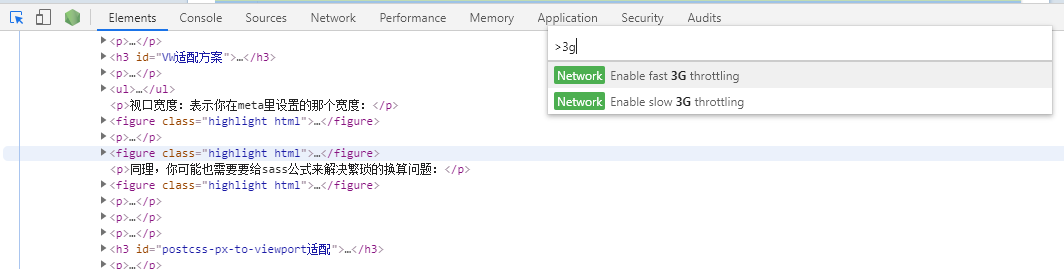 Elements Console Sources Network Performance Memory Application Security Audits
>3g
Network Enable fast 3G throttling
Network Enable slow 3G throttling
<p>…</p>
<h3 id="VW适配方案">…</h3>
<p>…</p>
<ul>…</ul>
<p>视口宽度：表示你在meta里设置的那个宽度：</p>
<figure class="highlight html">…</figure>
<p>…</p>
<figure class="highlight html">…</figure>
<p>同理，你可能也需要要给sass公式来解决繁琐的换算问题：</p>
<figure class="highlight html">…</figure>
<p>…</p>
<p>…</p>
<p>…</p>
<h3 id="postcss-px-to-viewport适配">…</h3>
<p>…</p>